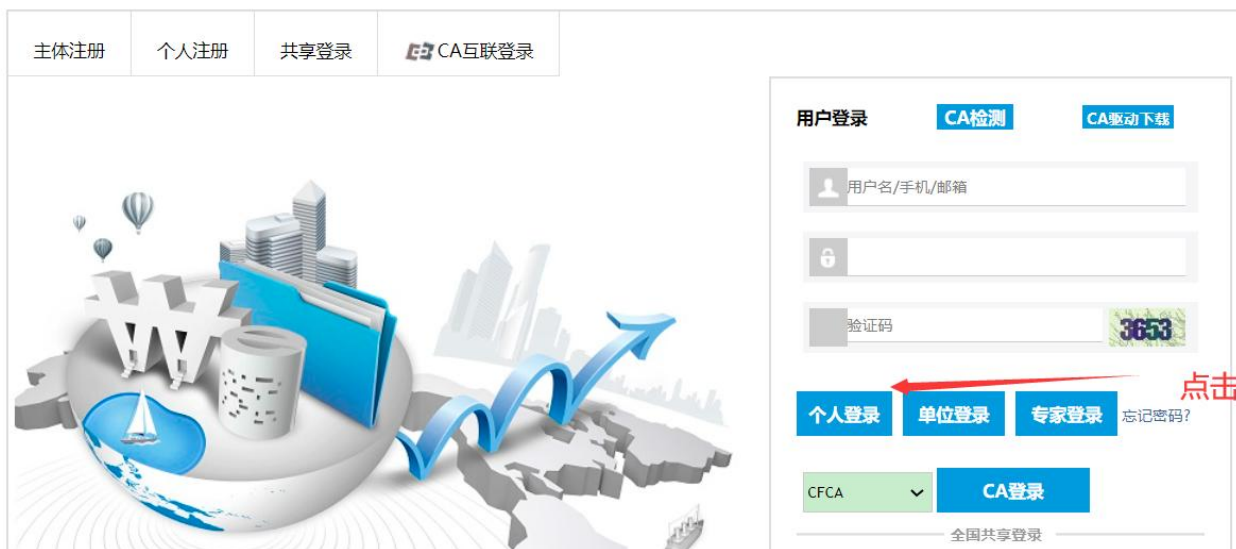 主体注册 个人注册 共享登录 CA互联登录
用户登录 CA检测 CA驱动下载
用户名/手机/邮箱
验证码 3653
点击
个人登录 单位登录 专家登录 忘记密码?
CFCA CA登录
全国共享登录